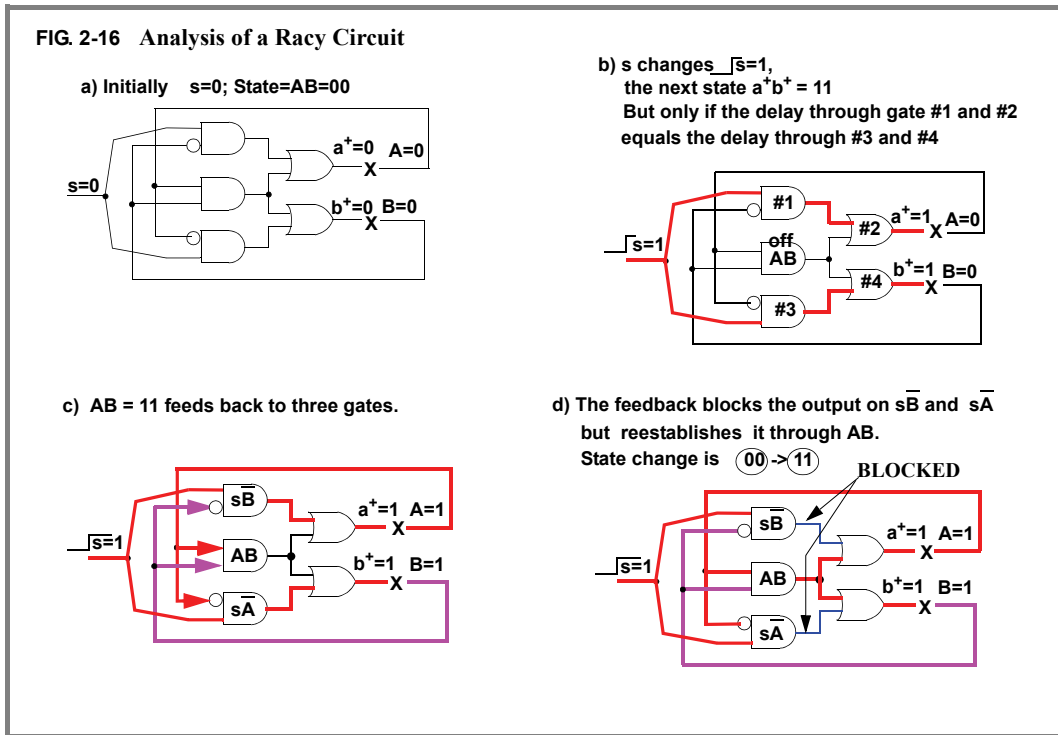 FIG. 2-16 Analysis of a Racy Circuit
a) Initially s=0; State=AB=00
a+=0 A=0
X
s=0
b+=0 B=0
X
b) s changes s=1,
the next state a+b+ = 11
But only if the delay through gate #1 and #2
equals the delay through #3 and #4
#1
a+=1 A=0
#2
X
off
s=1
AB
b+=1 B=0
#4
X
#3
c) AB = 11 feeds back to three gates.
sB̅
a+=1 A=1
X
s=1
AB
b+=1 B=1
X
sA̅
d) The feedback blocks the output on sB̅ and sA̅
but reestablishes it through AB.
State change is 00 -> 11
BLOCKED
sB̅
a+=1 A=1
X
s=1
AB
b+=1 B=1
X
sA̅